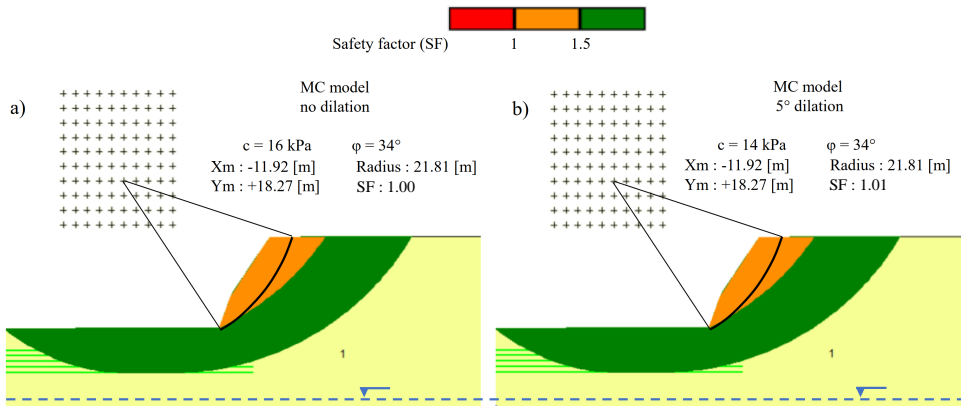 Safety factor (SF) 1 1.5
a)
MC model
no dilation
c = 16 kPa φ = 34°
Xm : -11.92 [m] Radius : 21.81 [m]
Ym : +18.27 [m] SF : 1.00
1
b)
MC model
5° dilation
c = 14 kPa φ = 34°
Xm : -11.92 [m] Radius : 21.81 [m]
Ym : +18.27 [m] SF : 1.01
1